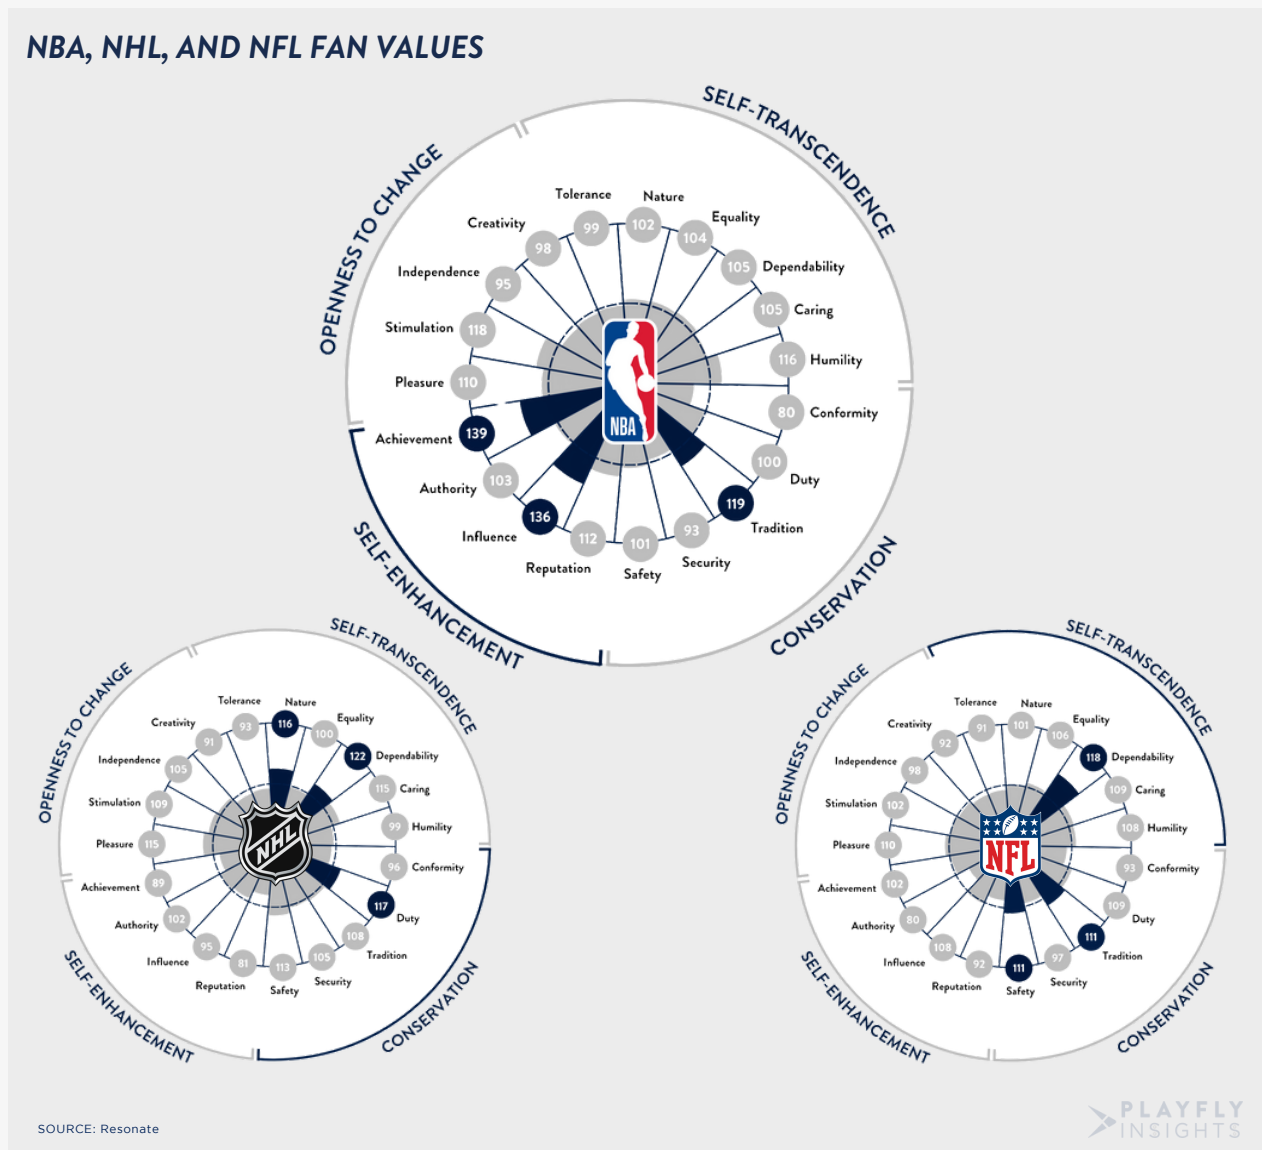 NBA, NHL, AND NFL FAN VALUES
SELF-TRANSCENDENCE
OPENNESS TO CHANGE
SELF-ENHANCEMENT
CONSERVATION
Tolerance 99
Nature 102
Equality 104
Dependability 105
Caring 105
Humility 116
Conformity 80
Duty 100
Tradition 119
Security 93
Safety 101
Reputation 112
Influence 136
Authority 103
Achievement 139
Pleasure 110
Stimulation 118
Independence 95
Creativity 98
NBA
SELF-TRANSCENDENCE
OPENNESS TO CHANGE
SELF-ENHANCEMENT
CONSERVATION
Tolerance 93
Nature 116
Equality 100
Dependability 122
Caring 115
Humility 99
Conformity 96
Duty 117
Tradition 108
Security 105
Safety 113
Reputation 81
Influence 95
Authority 102
Achievement 89
Pleasure 115
Stimulation 109
Independence 105
Creativity 91
NHL
SELF-TRANSCENDENCE
OPENNESS TO CHANGE
SELF-ENHANCEMENT
CONSERVATION
Tolerance 91
Nature 101
Equality 106
Dependability 118
Caring 109
Humility 108
Conformity 93
Duty 109
Tradition 111
Security 97
Safety 111
Reputation 92
Influence 108
Authority 80
Achievement 102
Pleasure 110
Stimulation 102
Independence 98
Creativity 92
NFL
SOURCE: Resonate
PLAYFLY
INSIGHTS